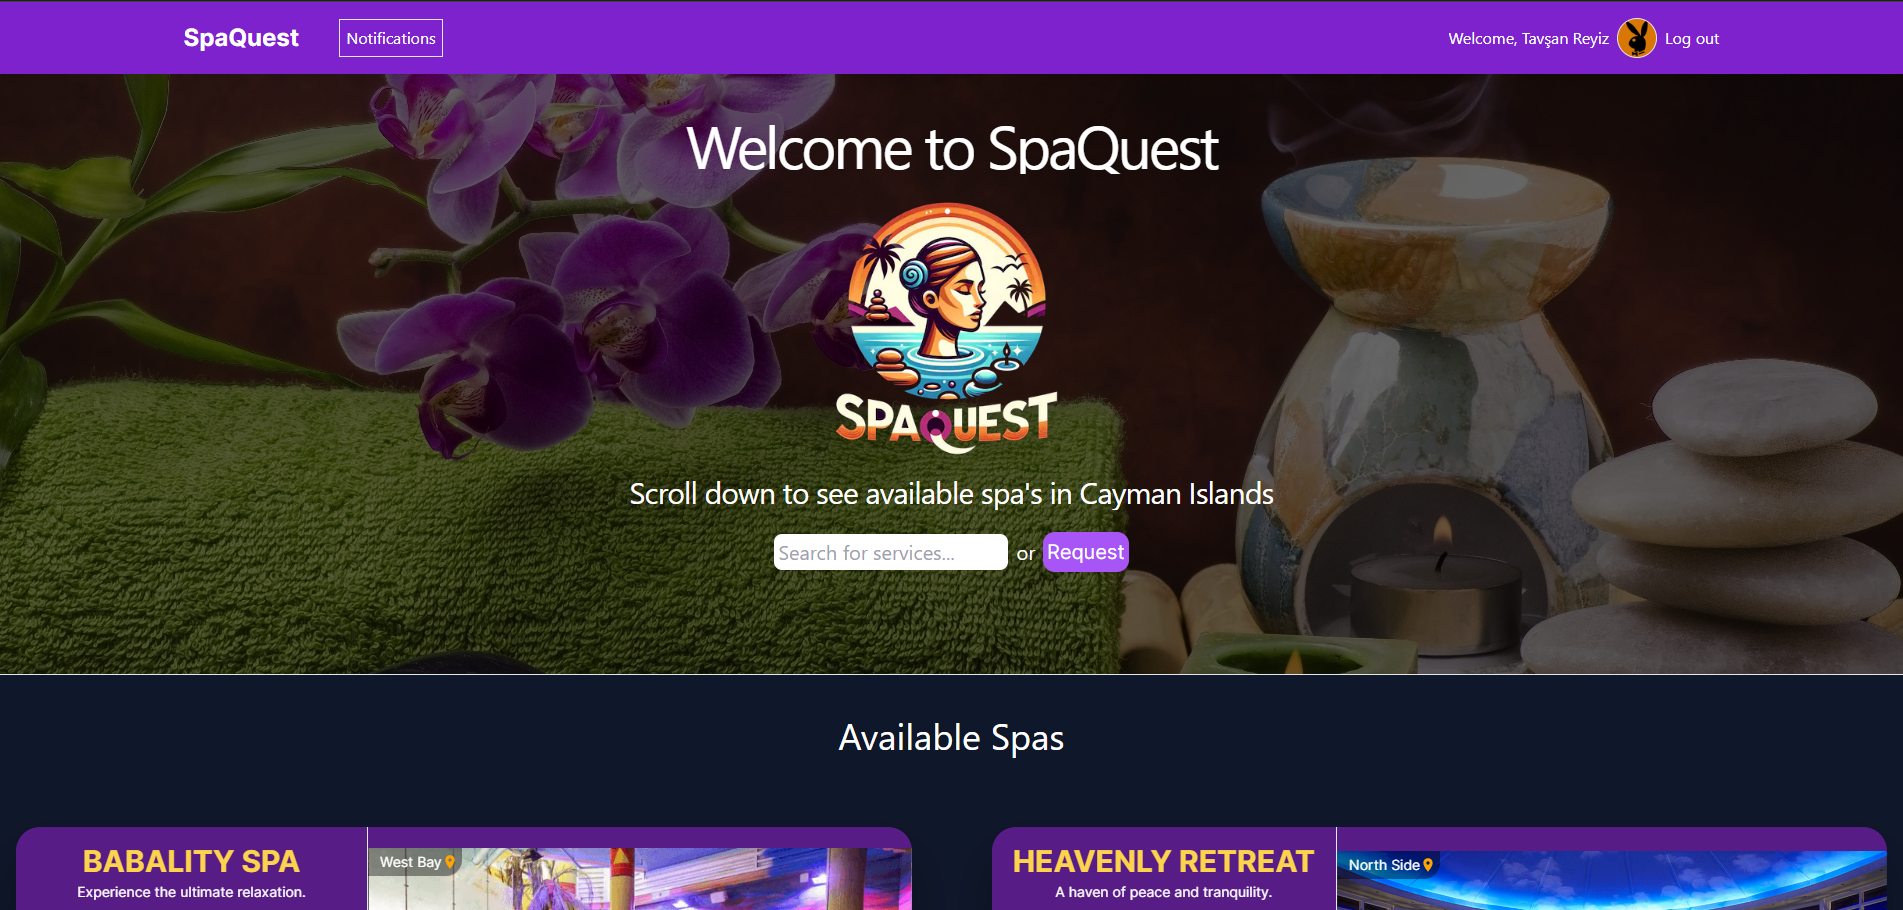 SpaQuest
Notifications
Welcome, Tavşan Reyiz
Log out
Welcome to SpaQuest
SPAQUEST
Scroll down to see available spa's in Cayman Islands
Search for services...
or
Request
Available Spas
BABALITY SPA
Experience the ultimate relaxation.
West Bay
HEAVENLY RETREAT
A haven of peace and tranquility.
North Side